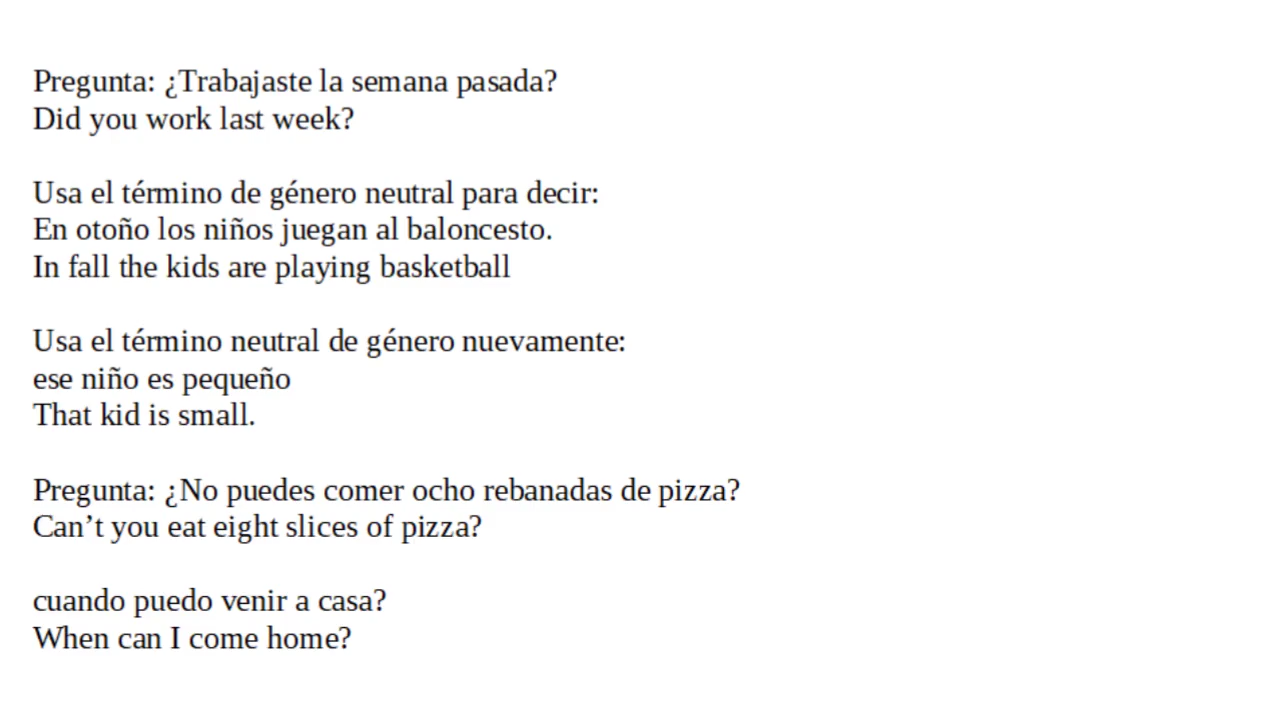 Pregunta: ¿Trabajaste la semana pasada?
Did you work last week?
Usa el término de género neutral para decir:
En otoño los niños juegan al baloncesto.
In fall the kids are playing basketball
Usa el término neutral de género nuevamente:
ese niño es pequeño
That kid is small.
Pregunta: ¿No puedes comer ocho rebanadas de pizza?
Can’t you eat eight slices of pizza?
cuando puedo venir a casa?
When can I come home?